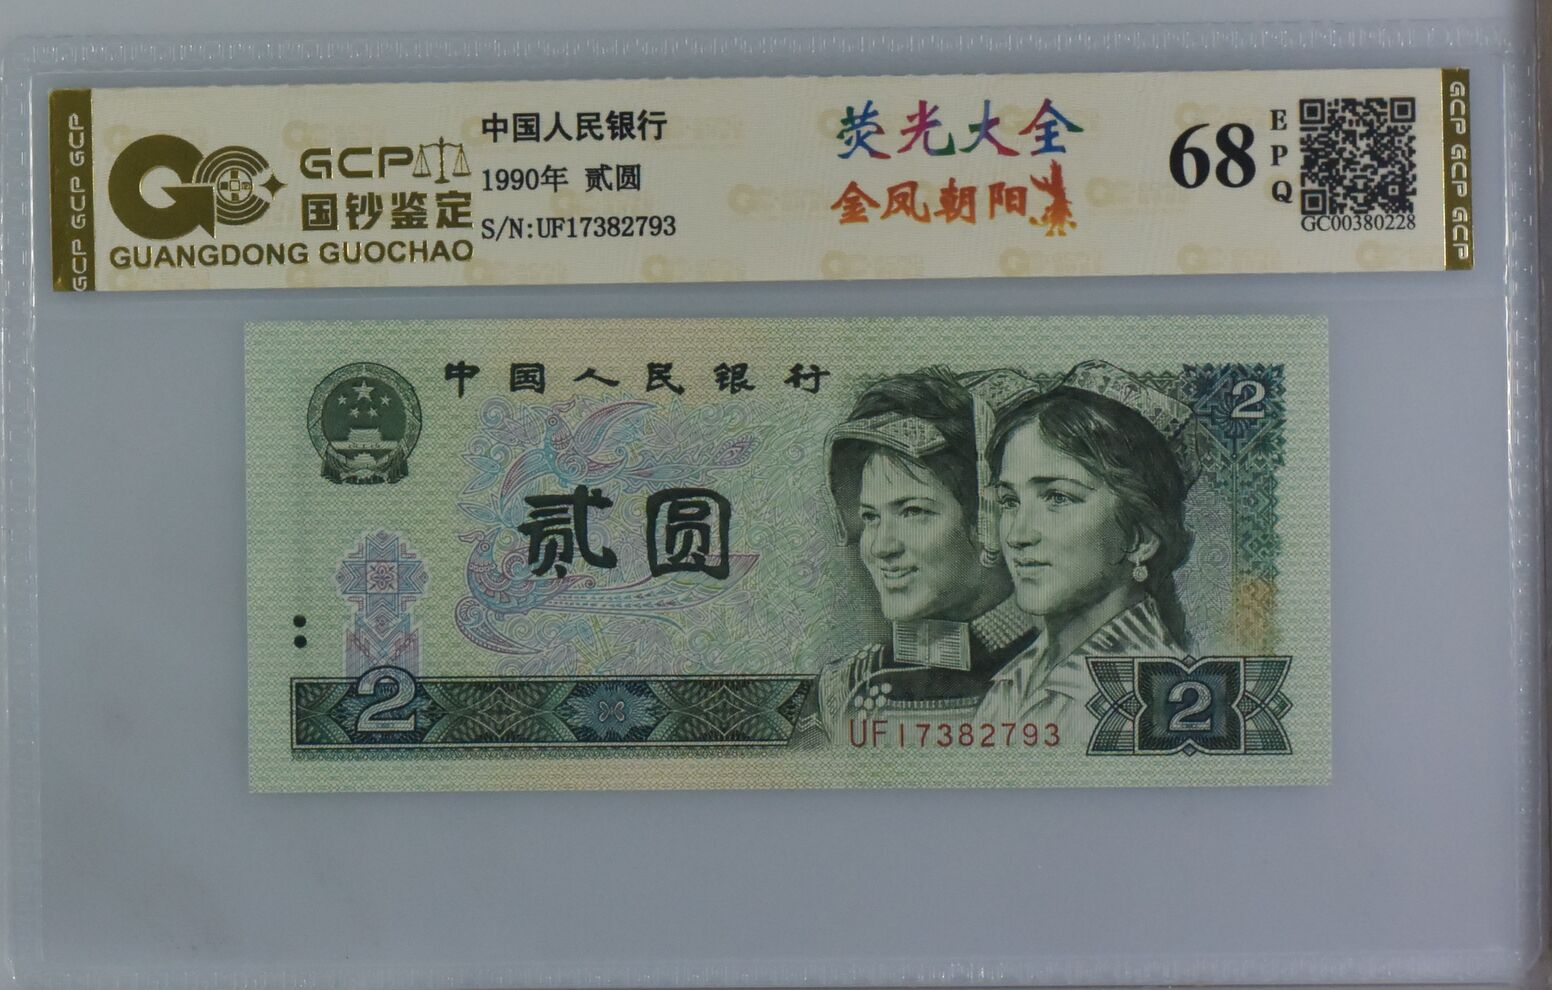 GCP GCP GCP
GCP
国钞鉴定
GUANGDONG GUOCHAO
中国人民银行
1990年 贰圆
S/N:UF17382793
荧光大全
金凤朝阳
68
EPQ
GC00380228
GCP GCP GCP
中国人民银行
2
贰圆
2
UF17382793
2